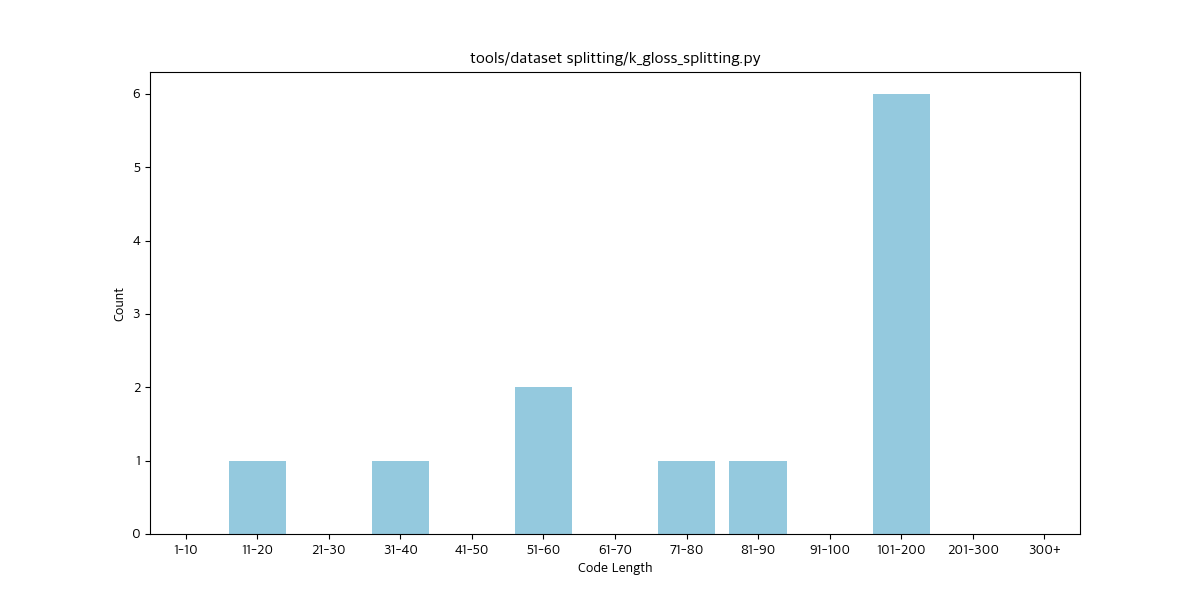 tools/dataset splitting/k_gloss_splitting.py
6
5
4
3
2
1
0
Count
1-10 11-20 21-30 31-40 41-50 51-60 61-70 71-80 81-90 91-100 101-200 201-300 300+
Code Length